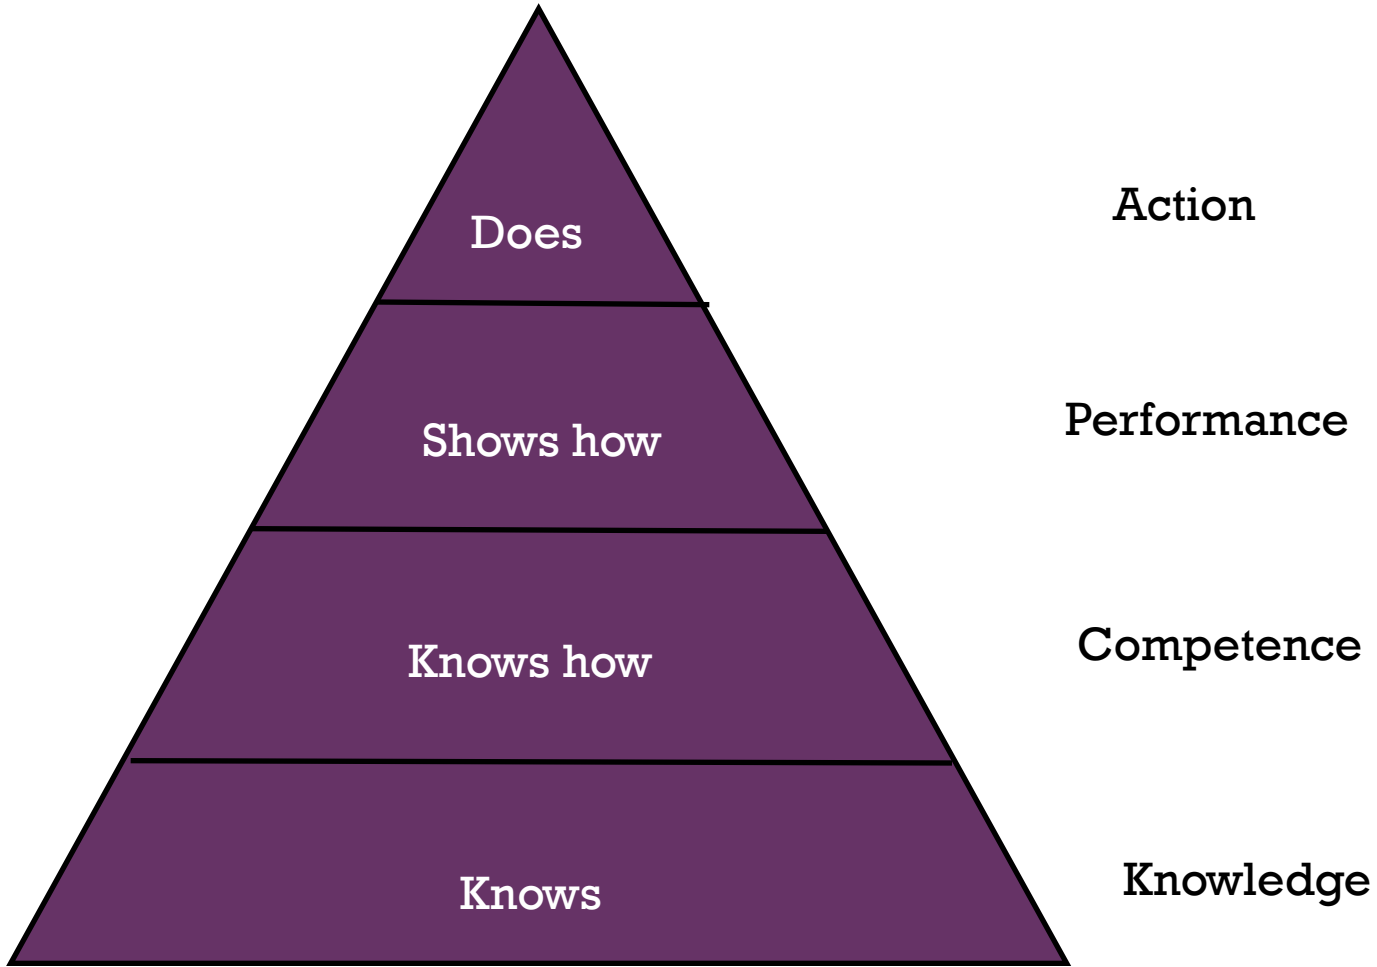 Does
Action
Shows how
Performance
Knows how
Competence
Knows
Knowledge